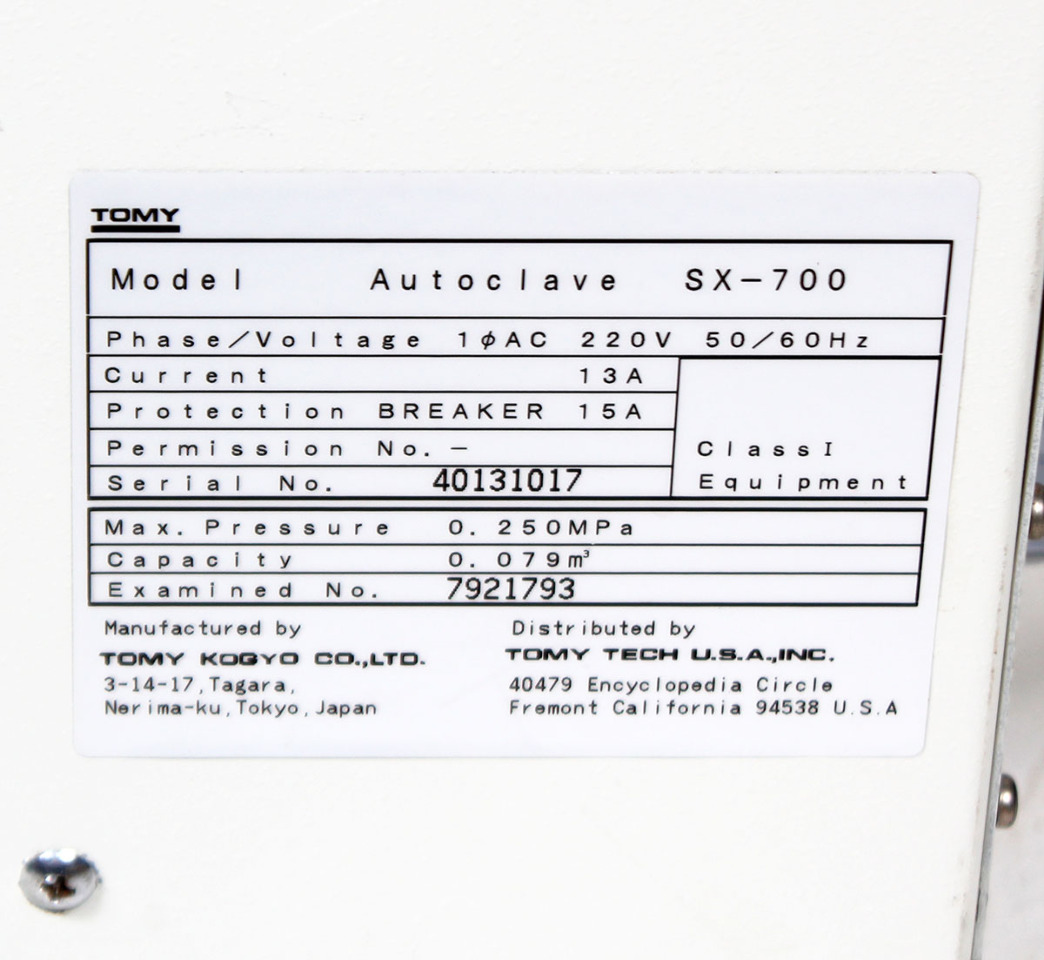 TOMY
Model Autoclave SX-700
Phase/Voltage 1φAC 220V 50/60Hz
Current 13A
Protection BREAKER 15A
Permission No. —
Serial No. 40131017
Class I
Equipment
Max. Pressure 0.250MPa
Capacity 0.079m³
Examined No. 7921793
Manufactured by
TOMY KOGYO CO.,LTD.
3-14-17,Tagara,
Nerima-ku,Tokyo,Japan
Distributed by
TOMY TECH U.S.A.,INC.
40479 Encyclopedia Circle
Fremont California 94538 U.S.A